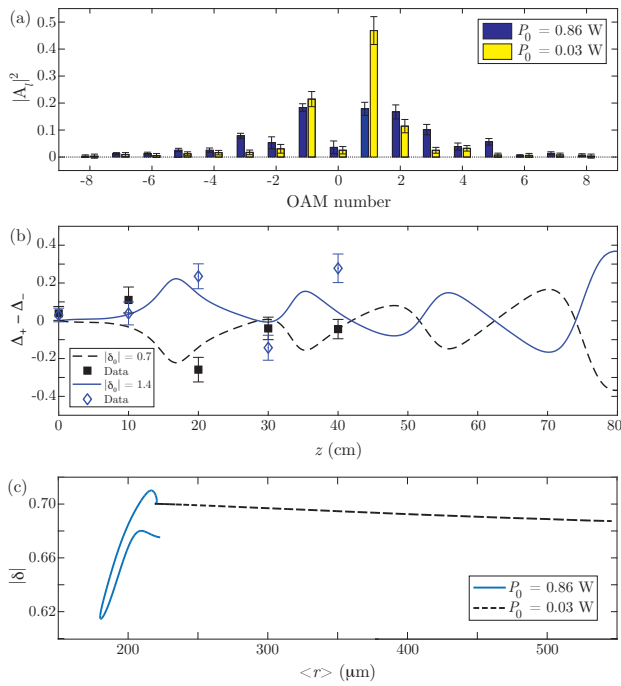 (a)
0.5
0.4
0.3
0.2
0.1
0
|A_l|^2
P_0 = 0.86 W
P_0 = 0.03 W
-8 -6 -4 -2 0 2 4 6 8
OAM number
(b)
0.4
0.2
0
-0.2
-0.4
Δ_+ − Δ_−
|δ_0| = 0.7
Data
|δ_0| = 1.4
Data
0 10 20 30 40 50 60 70 80
z (cm)
(c)
0.70
0.66
0.62
|δ|
P_0 = 0.86 W
P_0 = 0.03 W
200 300 400 500
<r> (μm)